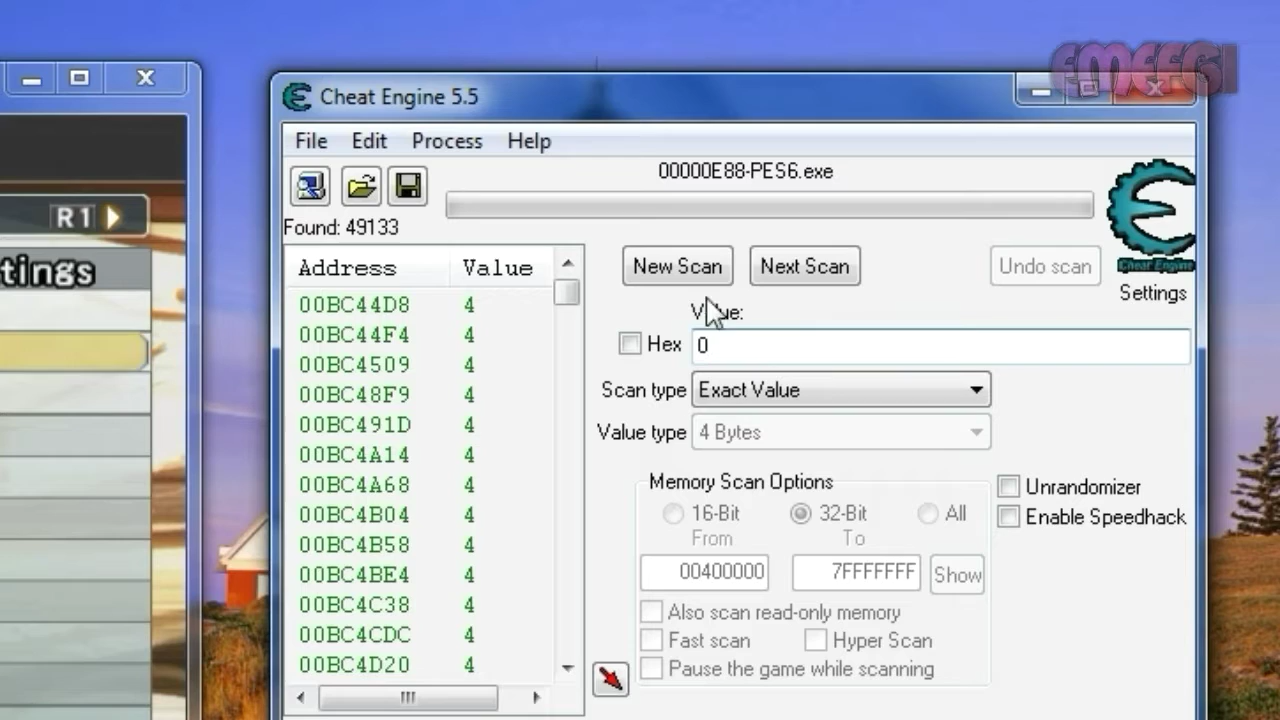 EMEFGI
Cheat Engine 5.5
File Edit Process Help
00000E88-PES6.exe
R1
Found: 49133
tings
Address Value
New Scan Next Scan Undo scan
Cheat Engine
Settings
Value:
Hex 0
00BC44D8 4
00BC44F4 4
00BC4509 4
00BC48F9 4
00BC491D 4
00BC4A14 4
00BC4A68 4
00BC4B04 4
00BC4B58 4
00BC4BE4 4
00BC4C38 4
00BC4CDC 4
00BC4D20 4
Scan type Exact Value
Value type 4 Bytes
Memory Scan Options
16-Bit 32-Bit All
From To
00400000 7FFFFFFF Show
Also scan read-only memory
Fast scan Hyper Scan
Pause the game while scanning
Unrandomizer
Enable Speedhack